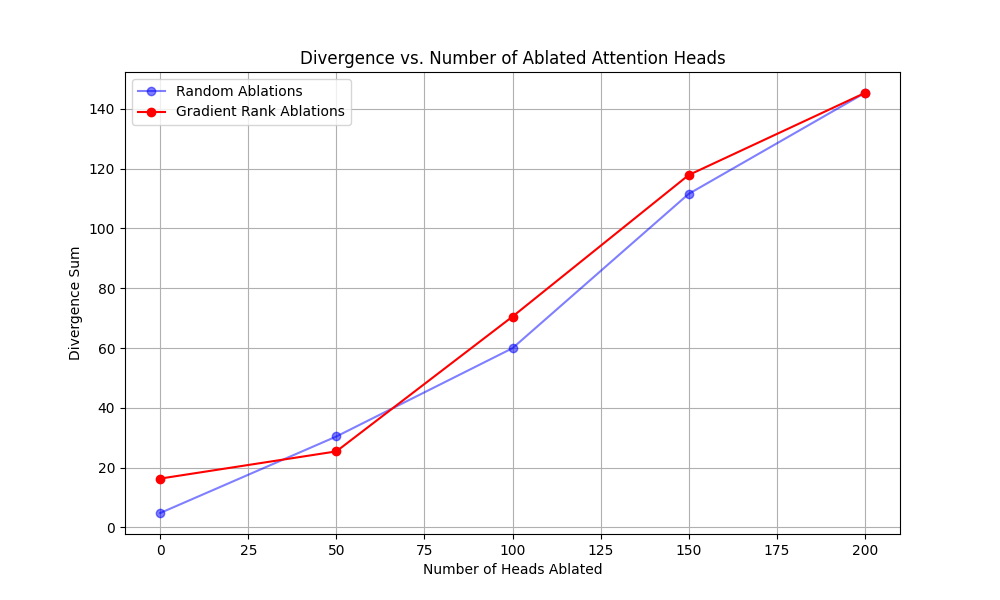 Divergence vs. Number of Ablated Attention Heads
Random Ablations
Gradient Rank Ablations
Divergence Sum
140
120
100
80
60
40
20
0
0 25 50 75 100 125 150 175 200
Number of Heads Ablated